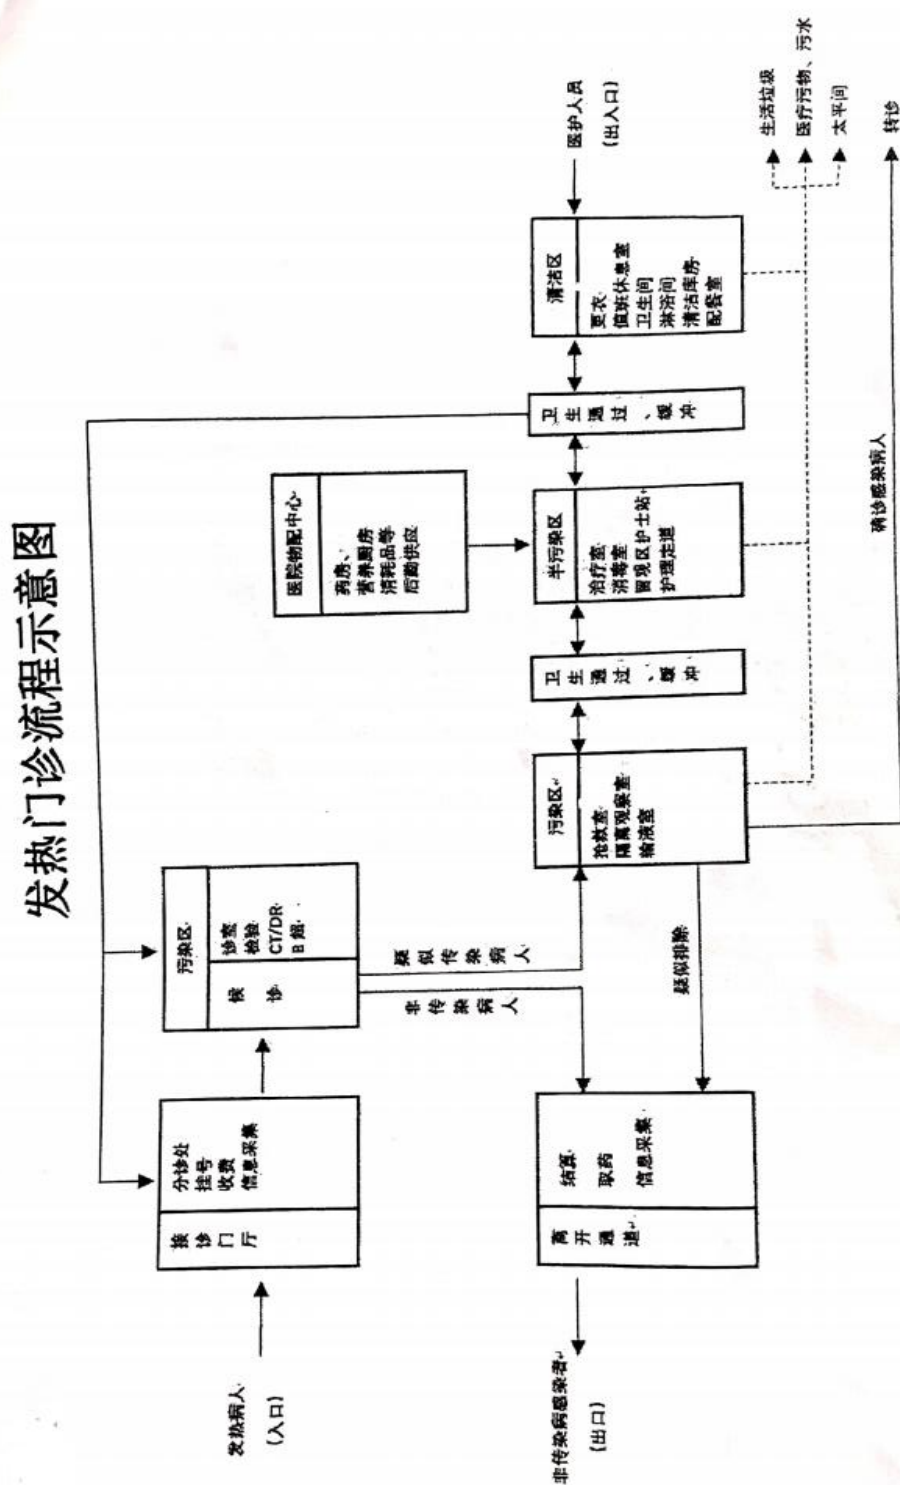 发热门诊流程示意图
发热病人
(入口)
接诊门厅
分诊处
挂号
收费
信息采集
污染区
候诊
诊室
检验
CT/DR
B超
疑似传染病人
非传染病人
医院物配中心
药房、
营养厨房
消耗品等
后勤供应
非传染病感染者
(出口)
离开通道
结算
取药
信息采集
疑似排除
污染区
抢救室
隔离观察室
输液室
卫生通过、缓冲
半污染区
治疗室
消毒室
留观区护士站
护理走道
卫生通过、缓冲
清洁区
更衣
值班休息室
卫生间
淋浴间
清洁库房
配餐室
医护人员
(出入口)
生活垃圾
医疗污物、污水
太平间
确诊感染病人
转诊